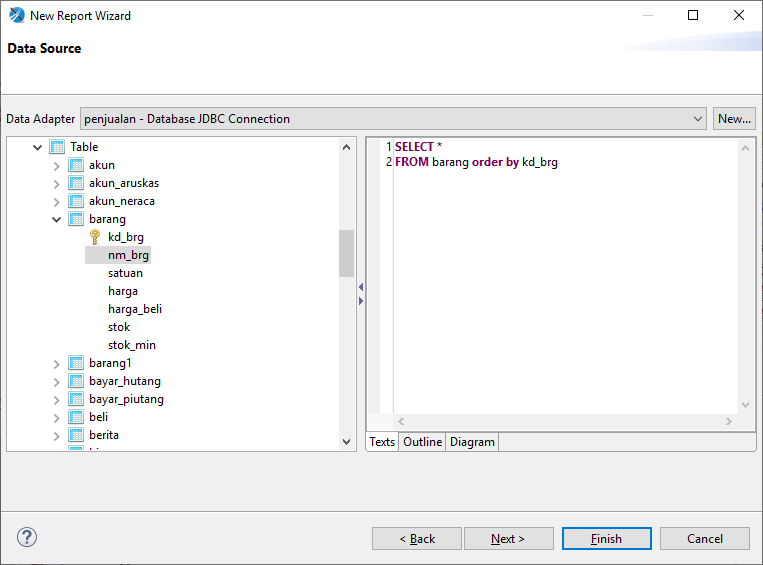 New Report Wizard
Data Source
Data Adapter penjualan - Database JDBC Connection New...
Table
akun
akun_aruskas
akun_neraca
barang
kd_brg
nm_brg
satuan
harga
harga_beli
stok
stok_min
barang1
bayar_hutang
bayar_piutang
beli
berita
1 SELECT *
2 FROM barang order by kd_brg
Texts Outline Diagram
? < Back Next > Finish Cancel